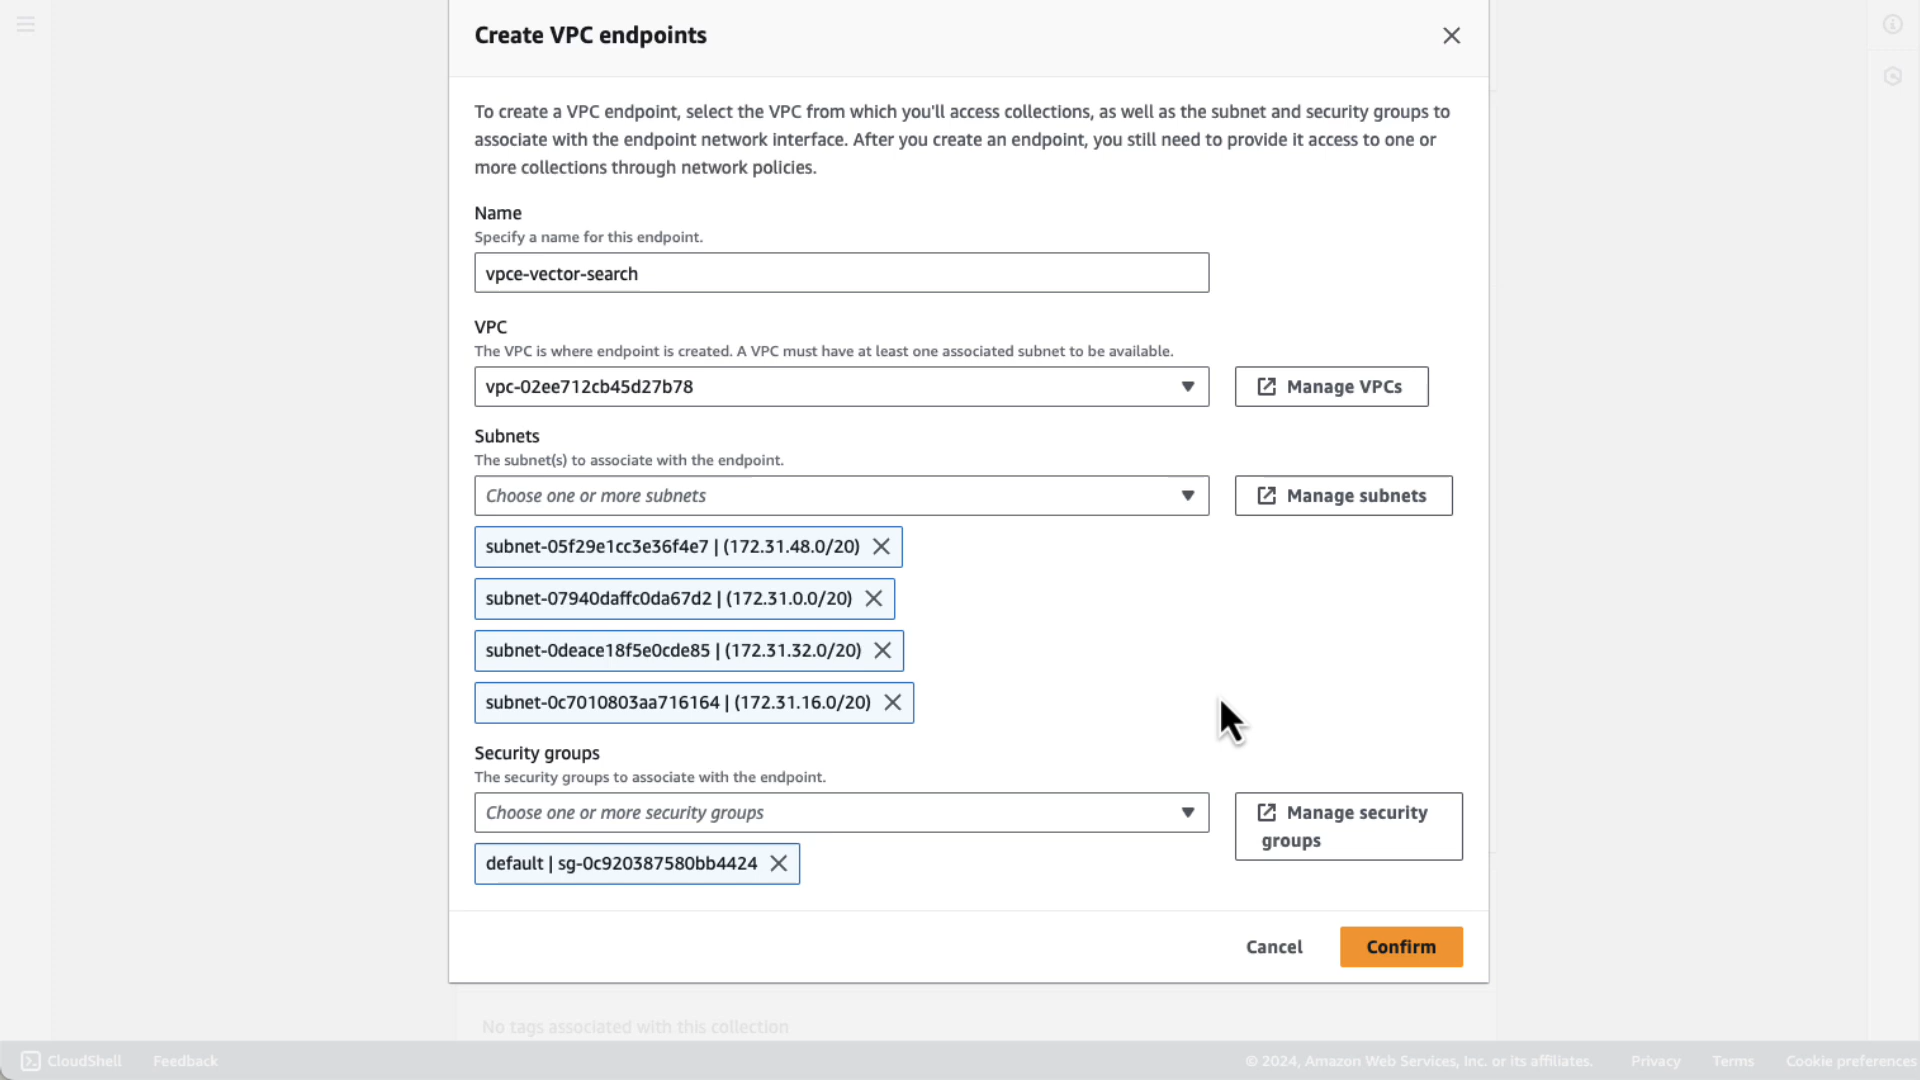 Create VPC endpoints
To create a VPC endpoint, select the VPC from which you'll access collections, as well as the subnet and security groups to
associate with the endpoint network interface. After you create an endpoint, you still need to provide it access to one or
more collections through network policies.
Name
Specify a name for this endpoint.
vpce-vector-search
VPC
The VPC is where endpoint is created. A VPC must have at least one associated subnet to be available.
vpc-02ee712cb45d27b78
Manage VPCs
Subnets
The subnet(s) to associate with the endpoint.
Choose one or more subnets
Manage subnets
subnet-05f29e1cc3e36f4e7 | (172.31.48.0/20)
subnet-07940daffc0da67d2 | (172.31.0.0/20)
subnet-0deace18f5e0cde85 | (172.31.32.0/20)
subnet-0c7010803aa716164 | (172.31.16.0/20)
Security groups
The security groups to associate with the endpoint.
Choose one or more security groups
Manage security
groups
default | sg-0c920387580bb4424
Cancel
Confirm
No tags associated with this collection
CloudShell
Feedback
© 2024, Amazon Web Services, Inc. or its affiliates.
Privacy
Terms
Cookie preferences